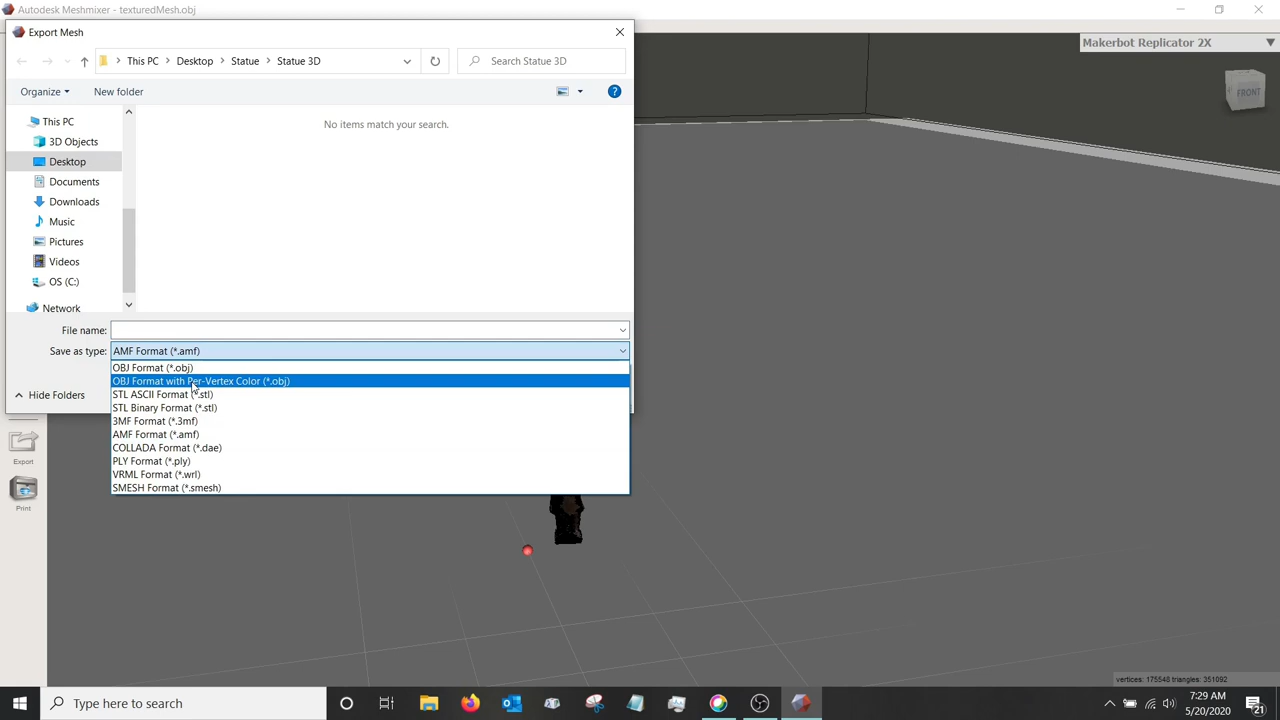 Autodesk Meshmixer - texturedMesh.obj
Export Mesh
This PC > Desktop > Statue > Statue 3D
Search Statue 3D
Organize
New folder
This PC
3D Objects
Desktop
Documents
Downloads
Music
Pictures
Videos
OS (C:)
Network
No items match your search.
File name:
Save as type: AMF Format (*.amf)
OBJ Format (*.obj)
OBJ Format with Per-Vertex Color (*.obj)
STL ASCII Format (*.stl)
STL Binary Format (*.stl)
3MF Format (*.3mf)
AMF Format (*.amf)
COLLADA Format (*.dae)
PLY Format (*.ply)
VRML Format (*.wrl)
SMESH Format (*.smesh)
Hide Folders
Export
Print
Makerbot Replicator 2X
FRONT
vertices: 175548 triangles: 351092
Type here to search
7:29 AM
5/20/2020
21